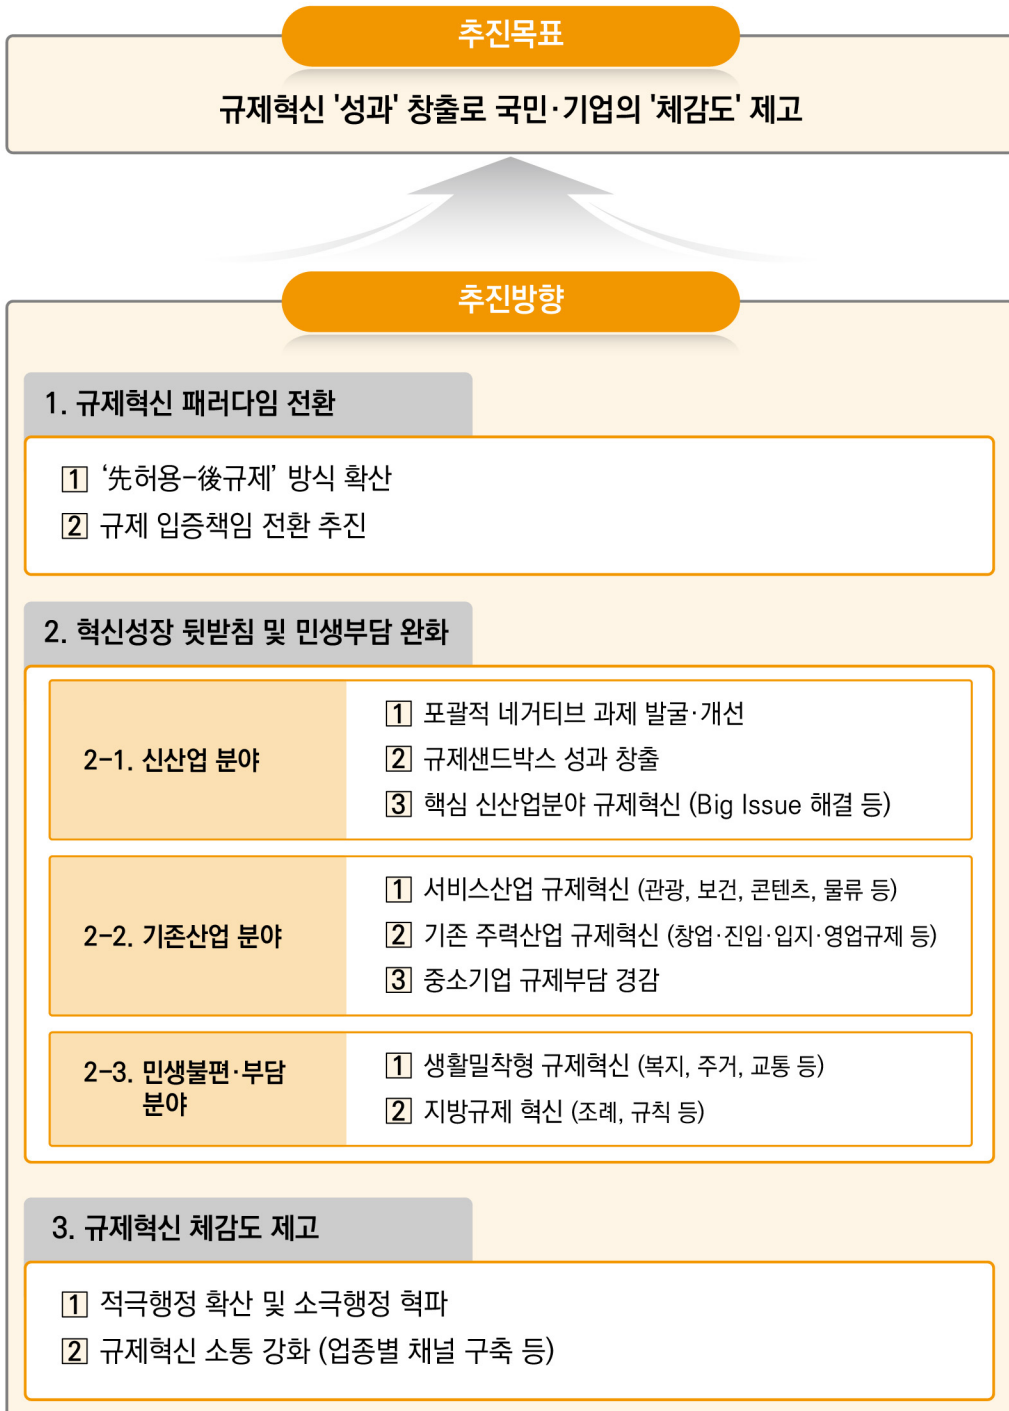 추진목표
규제혁신 '성과' 창출로 국민·기업의 '체감도' 제고
추진방향
1. 규제혁신 패러다임 전환
1 ‘先허용-後규제’ 방식 확산
2 규제 입증책임 전환 추진
2. 혁신성장 뒷받침 및 민생부담 완화
2-1. 신산업 분야
1 포괄적 네거티브 과제 발굴·개선
2 규제샌드박스 성과 창출
3 핵심 신산업분야 규제혁신 (Big Issue 해결 등)
2-2. 기존산업 분야
1 서비스산업 규제혁신 (관광, 보건, 콘텐츠, 물류 등)
2 기존 주력산업 규제혁신 (창업·진입·입지·영업규제 등)
3 중소기업 규제부담 경감
2-3. 민생불편·부담
분야
1 생활밀착형 규제혁신 (복지, 주거, 교통 등)
2 지방규제 혁신 (조례, 규칙 등)
3. 규제혁신 체감도 제고
1 적극행정 확산 및 소극행정 혁파
2 규제혁신 소통 강화 (업종별 채널 구축 등)